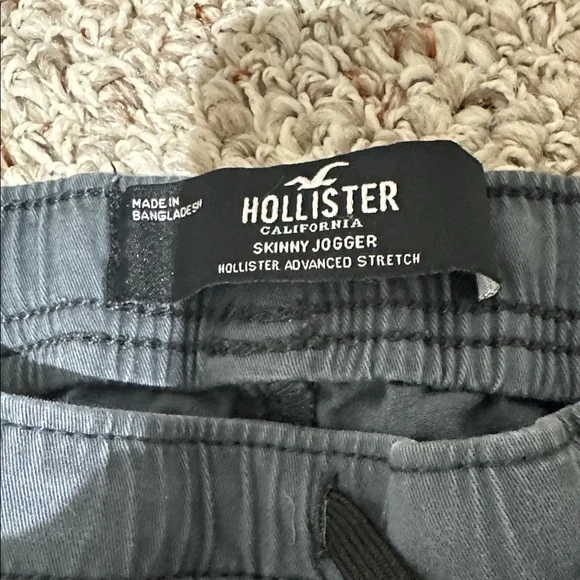 MADE IN
BANGLADESH
HOLLISTER
CALIFORNIA
SKINNY JOGGER
HOLLISTER ADVANCED STRETCH